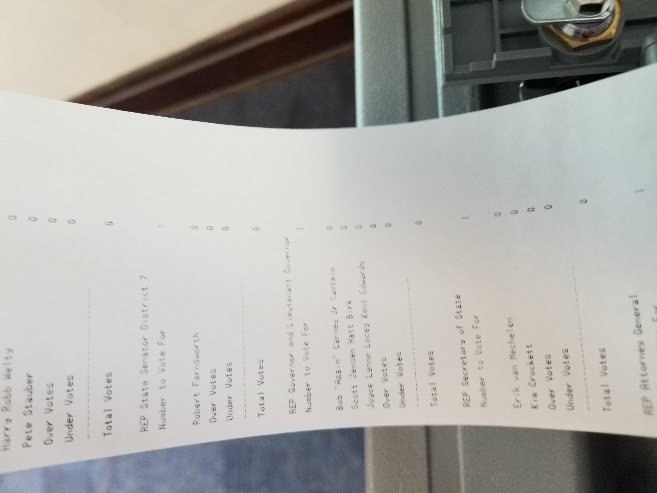 Harry Robb Welty 0
Pete Stauber 0
Over Votes 0
Under Votes 0
Total Votes 0
REP State Senator District 7
Number to Vote For 1
Robert Farnsworth 0
Over Votes 0
Under Votes 0
Total Votes 0
REP Governor and Lieutenant Governor
Number to Vote For 1
Bob "Again" Carney Jr Captain 0
Scott Jensen Matt Birk 0
Joyce Lynne Lacey Kent Edwards 0
Over Votes 0
Under Votes 0
Total Votes 0
REP Secretary of State
Number to Vote For 1
Erik van Mechelen 0
Kim Crockett 0
Over Votes 0
Under Votes 0
Total Votes 0
REP Attorney General
For 1